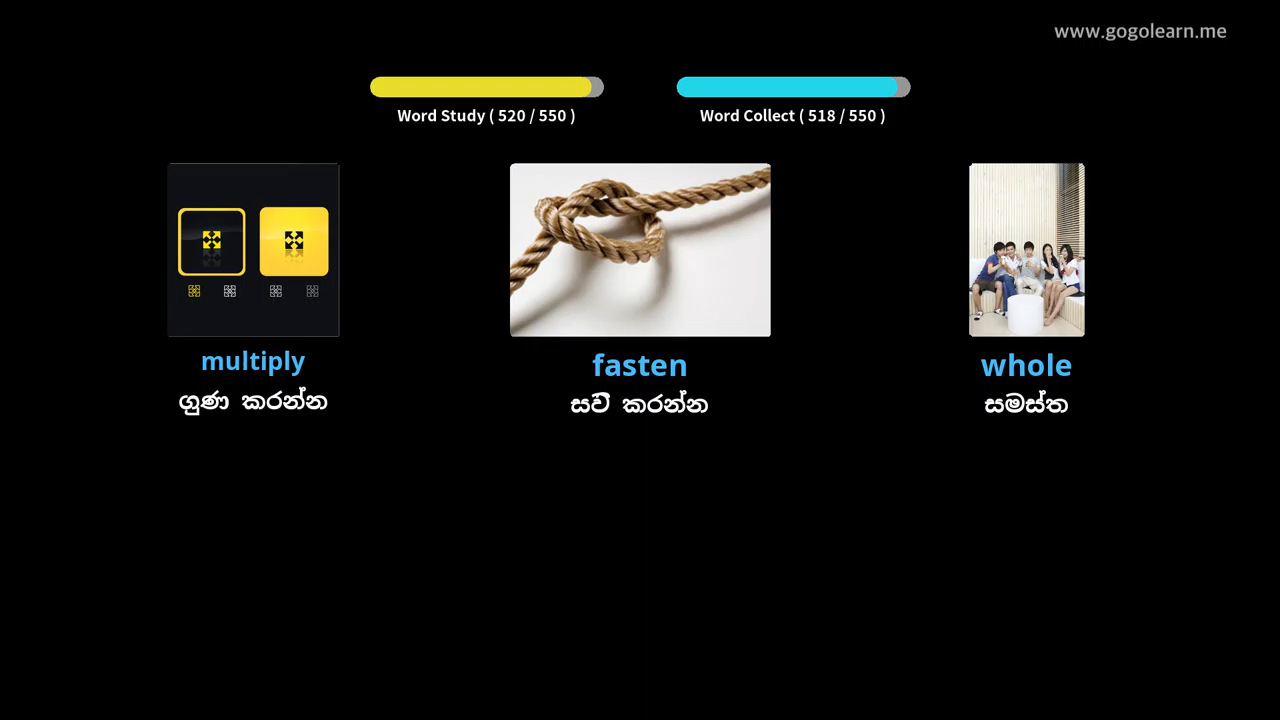 www.gogolearn.me
Word Study ( 520 / 550 )
Word Collect ( 518 / 550 )
multiply
ගුණ කරන්න
fasten
සවි කරන්න
whole
සමස්ත